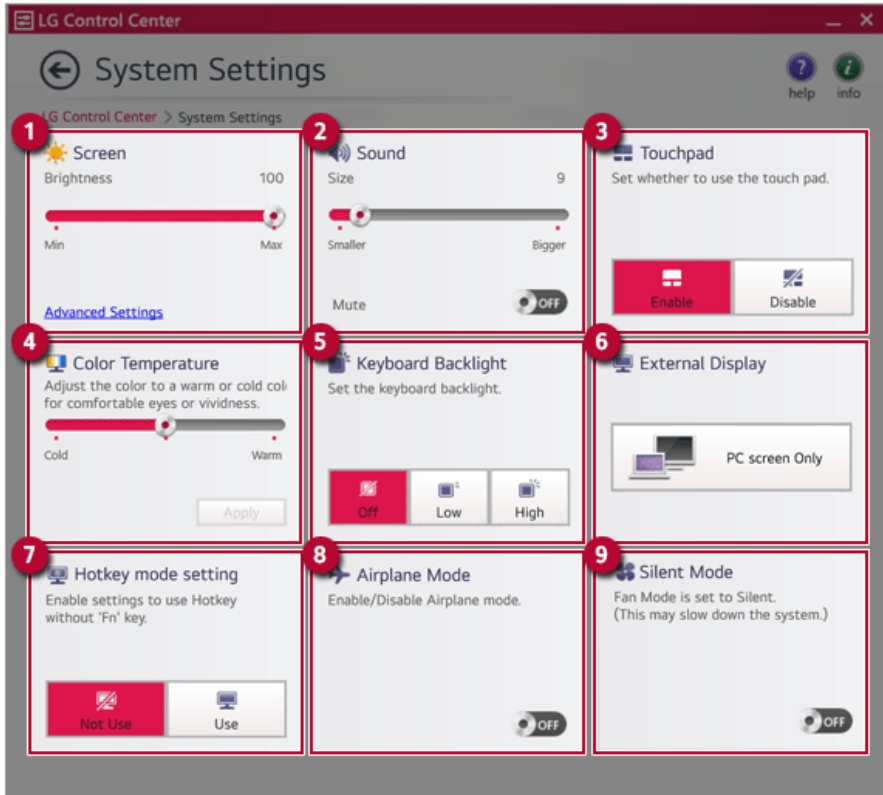 LG Control Center
System Settings
help
info
LG Control Center > System Settings
1
Screen
Brightness 100
Min Max
Advanced Settings
2
Sound
Size 9
Smaller Bigger
Mute OFF
3
Touchpad
Set whether to use the touch pad.
Enable Disable
4
Color Temperature
Adjust the color to a warm or cold col
for comfortable eyes or vividness.
Cold Warm
Apply
5
Keyboard Backlight
Set the keyboard backlight.
Off Low High
6
External Display
PC screen Only
7
Hotkey mode setting
Enable settings to use Hotkey
without 'Fn' key.
Not Use Use
8
Airplane Mode
Enable/Disable Airplane mode.
OFF
9
Silent Mode
Fan Mode is set to Silent.
(This may slow down the system.)
OFF